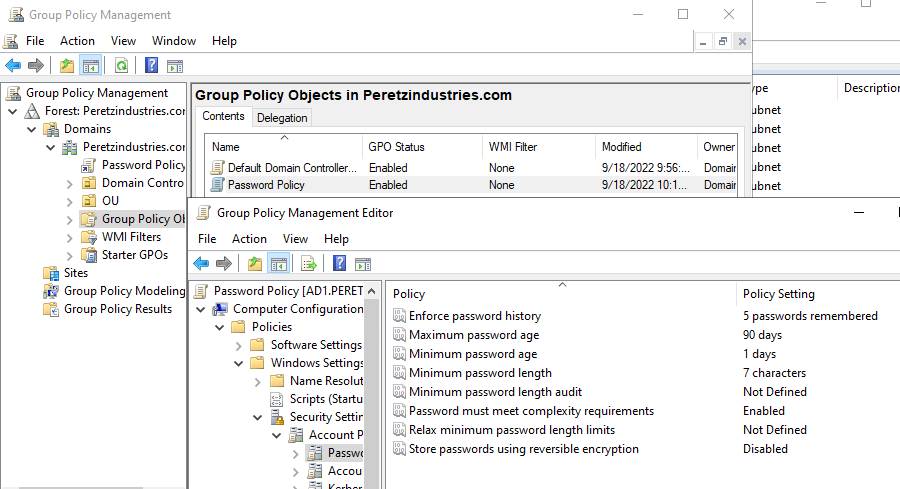 Group Policy Management
File Action View Window Help
Group Policy Management
Forest: Peretzindustries.cor
Domains
Peretzindustries.co
Password Policy
Domain Contro
OU
Group Policy Ob
WMI Filters
Starter GPOs
Sites
Group Policy Modeling
Group Policy Results
Group Policy Objects in Peretzindustries.com
Contents Delegation
Name GPO Status WMI Filter Modified Owner
Default Domain Controller... Enabled None 9/18/2022 9:56:... Domair
Password Policy Enabled None 9/18/2022 10:1... Domair
ype Description
ubnet
ubnet
ubnet
ubnet
ubnet
Group Policy Management Editor
File Action View Help
Password Policy [AD1.PERET
Computer Configuration
Policies
Software Settings
Windows Settings
Name Resolut
Scripts (Startu
Security Settin
Account P
Passwo
Accou
Kerber
Policy Policy Setting
Enforce password history 5 passwords remembered
Maximum password age 90 days
Minimum password age 1 days
Minimum password length 7 characters
Minimum password length audit Not Defined
Password must meet complexity requirements Enabled
Relax minimum password length limits Not Defined
Store passwords using reversible encryption Disabled